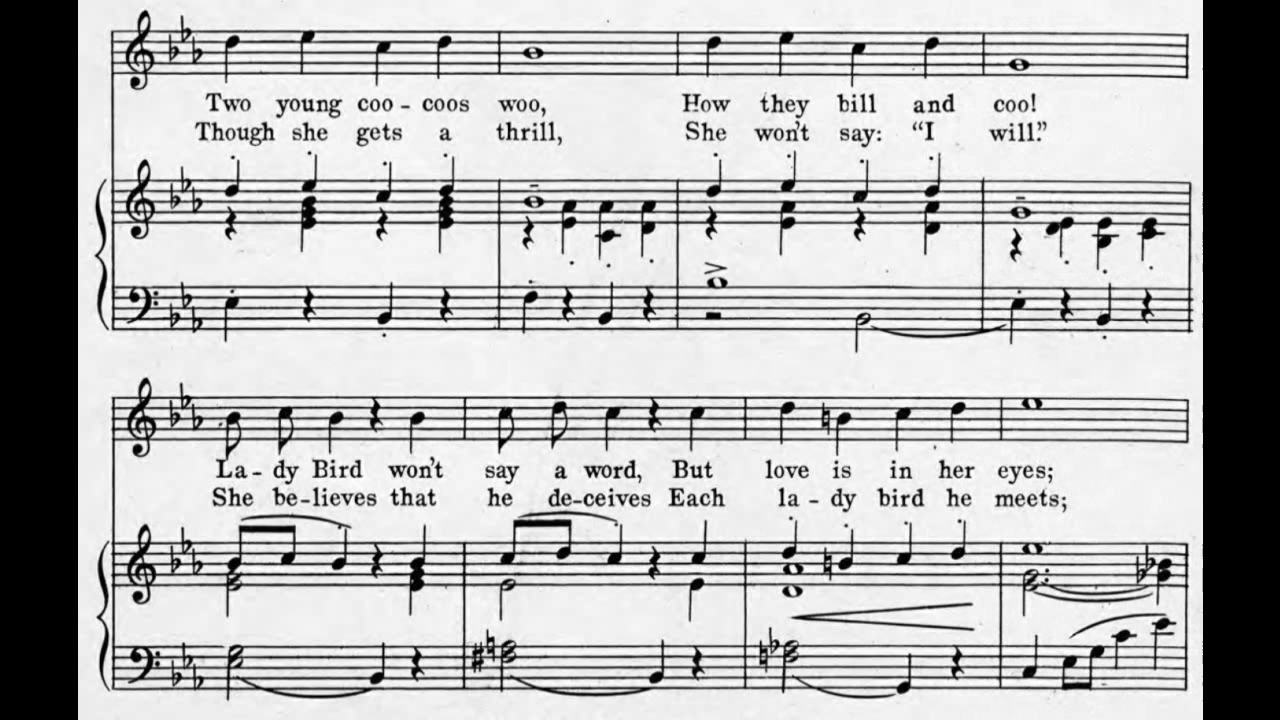 Two young coo - coos woo, How they bill and coo!
Though she gets a thrill, She won't say: "I will."
La - dy Bird won't say a word, But love is in her eyes;
She be - lieves that he de - ceives Each la - dy bird he meets;